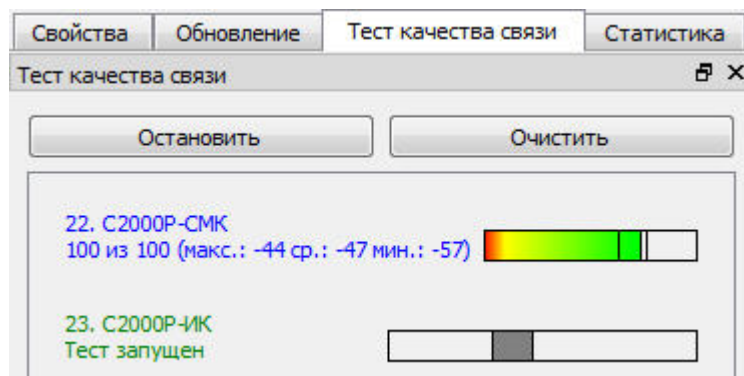 Свойства Обновление Тест качества связи Статистика
Тест качества связи
Остановить Очистить
22. С2000Р-СМК
100 из 100 (макс.: -44 ср.: -47 мин.: -57)
23. С2000Р-ИК
Тест запущен